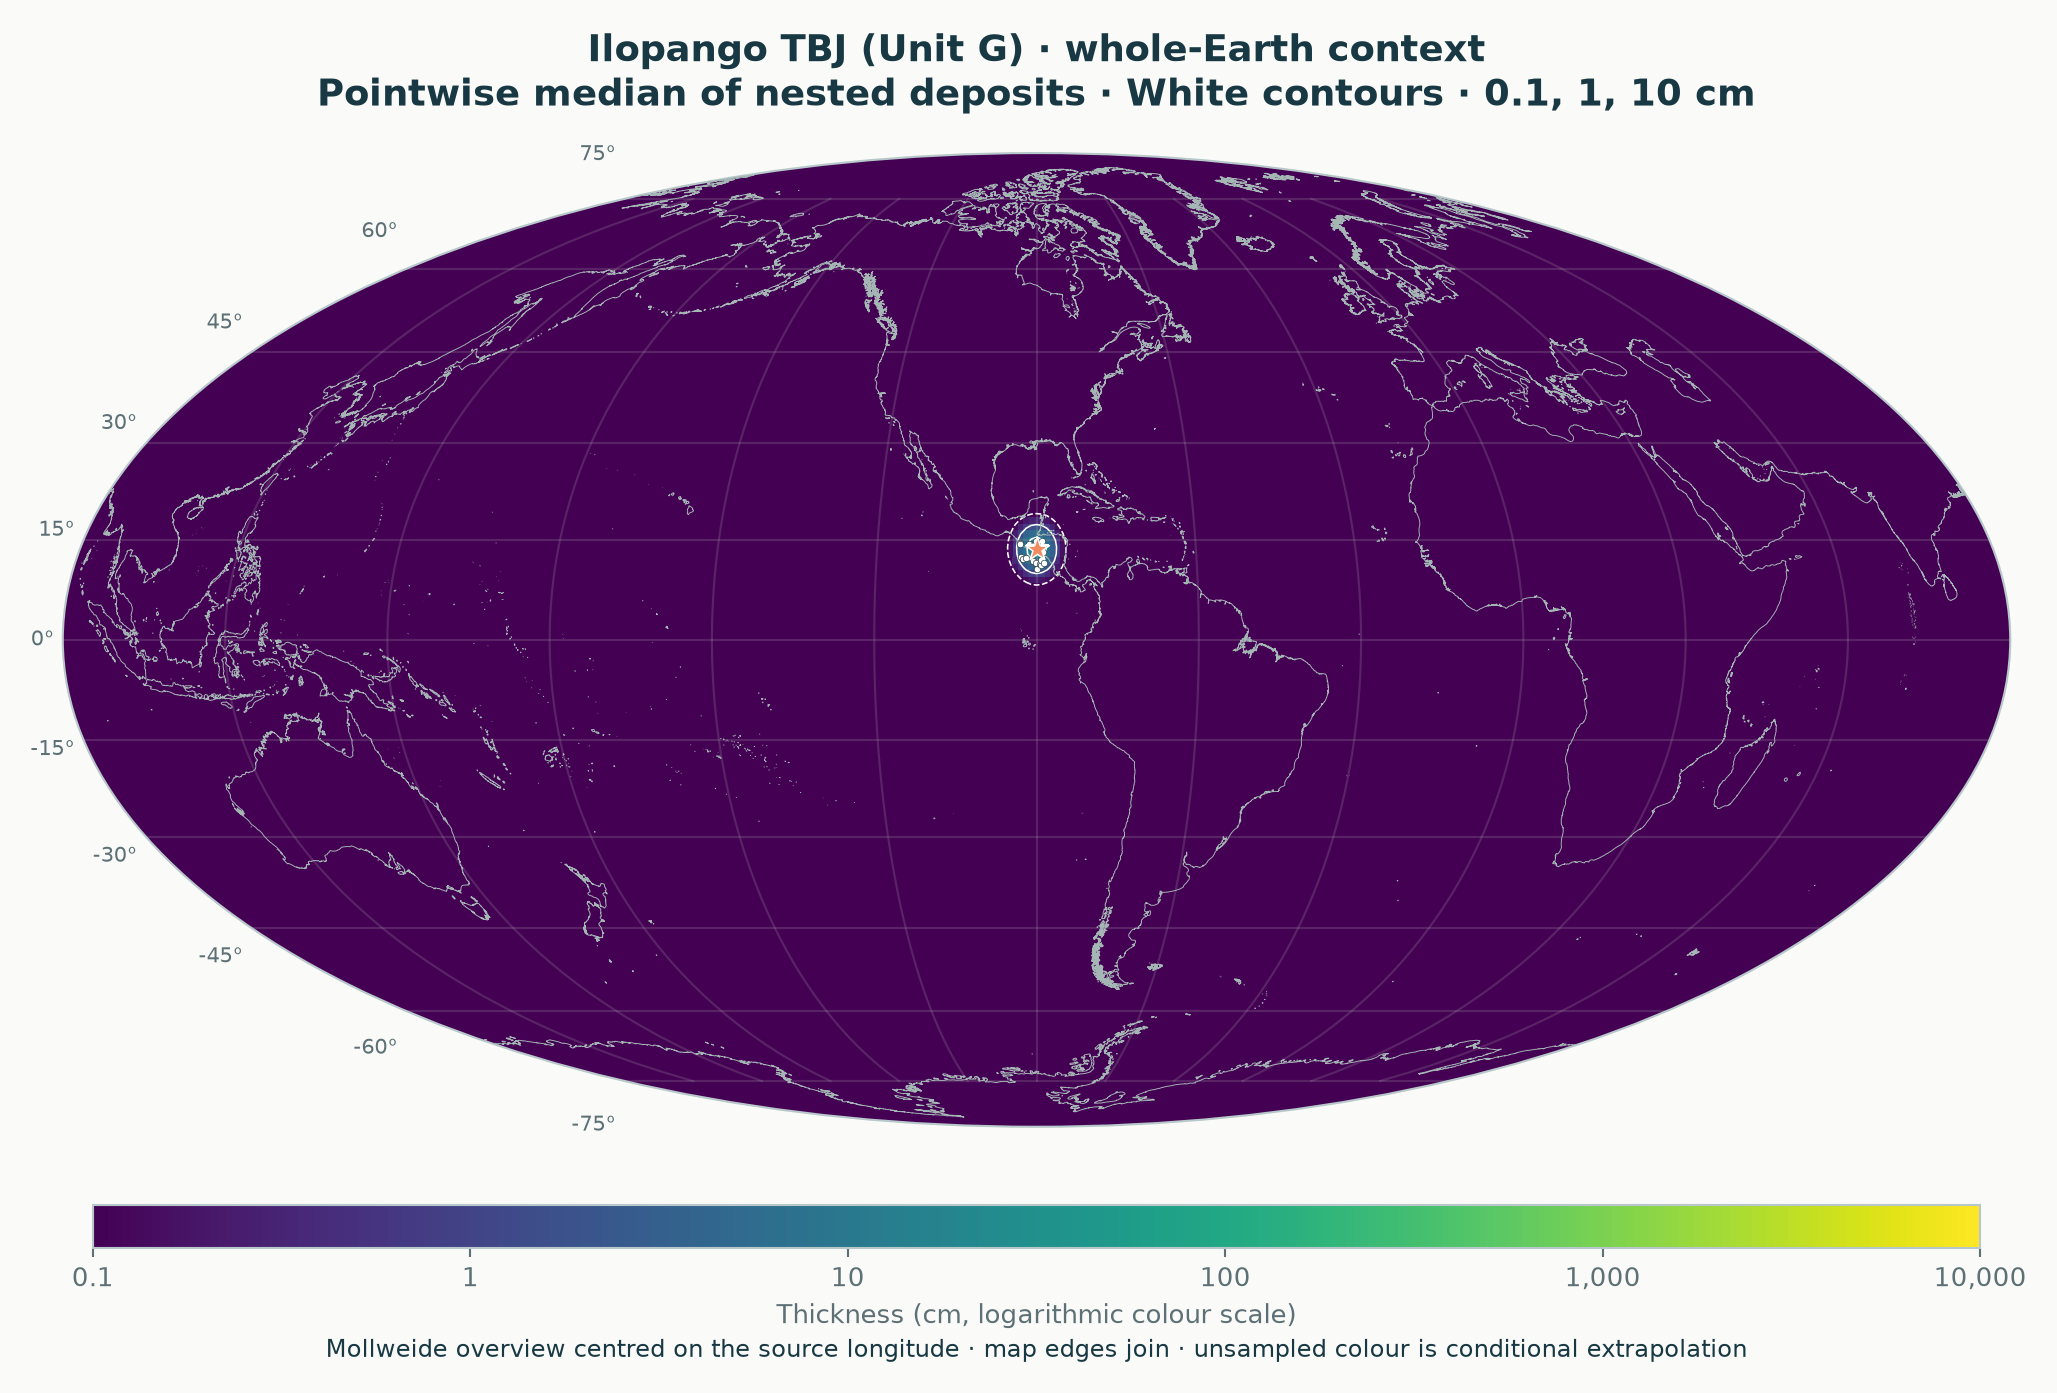 Ilopango TBJ (Unit G) · whole-Earth context
Pointwise median of nested deposits · White contours · 0.1, 1, 10 cm
75°
60°
45°
30°
15°
0°
-15°
-30°
-45°
-60°
-75°
0.1 1 10 100 1,000 10,000
Thickness (cm, logarithmic colour scale)
Mollweide overview centred on the source longitude · map edges join · unsampled colour is conditional extrapolation